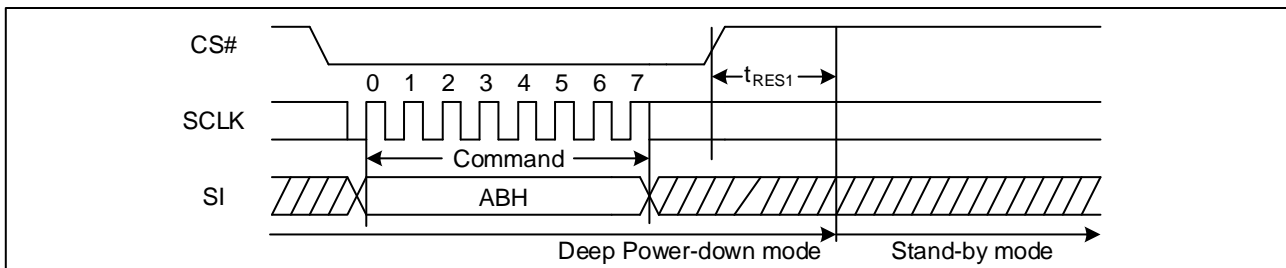 CS#
tRES1
0 1 2 3 4 5 6 7
SCLK
Command
SI
ABH
Deep Power-down mode Stand-by mode